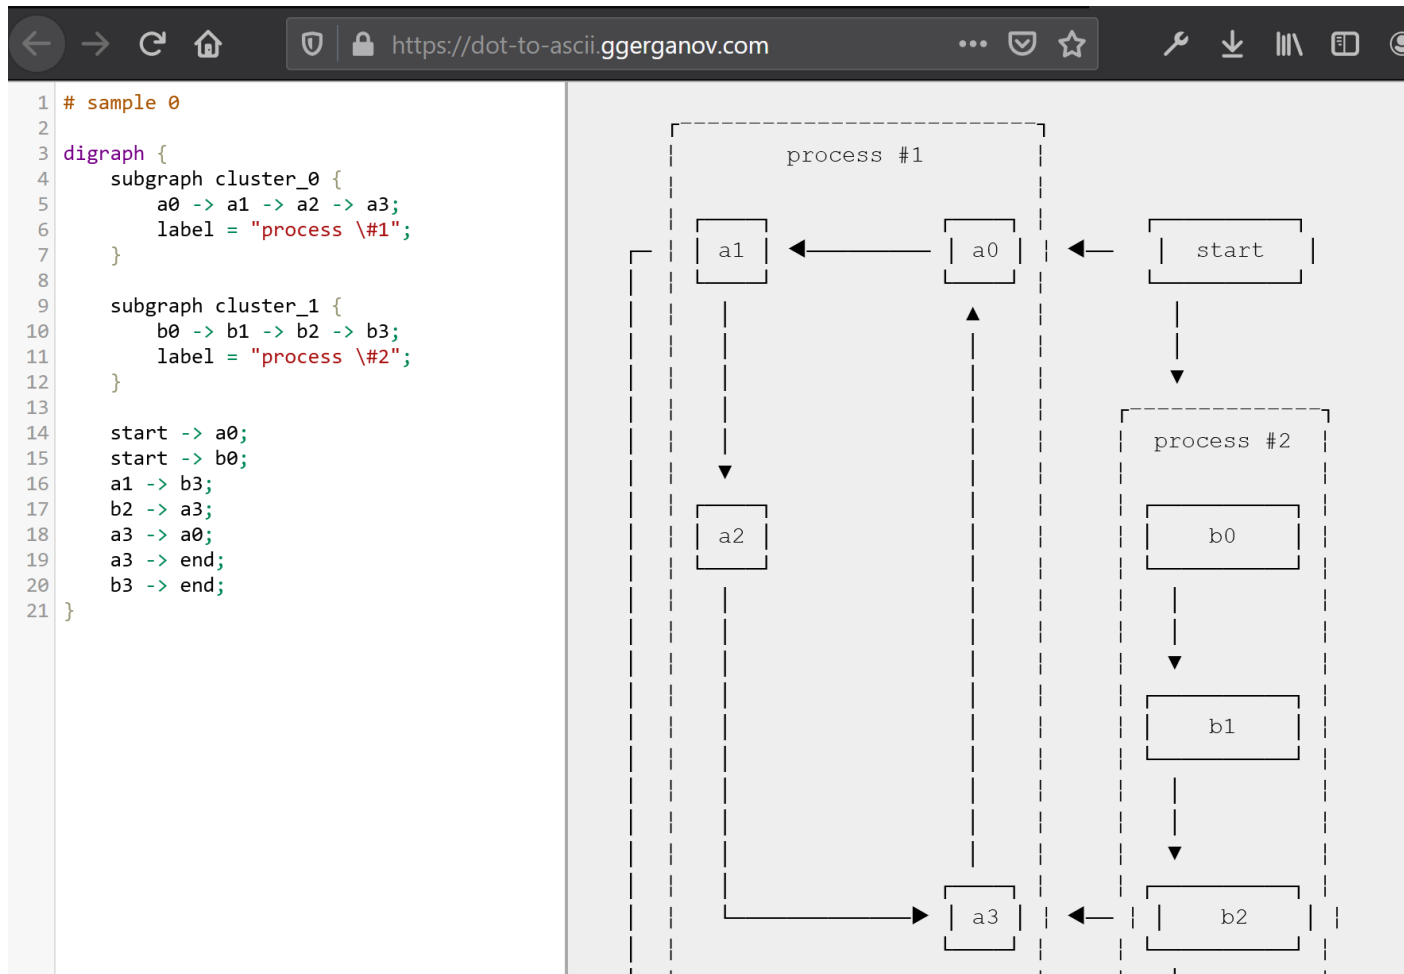 https://dot-to-ascii.ggerganov.com
1 # sample 0
2
3 digraph {
4     subgraph cluster_0 {
5         a0 -> a1 -> a2 -> a3;
6         label = "process \#1";
7     }
8
9     subgraph cluster_1 {
10         b0 -> b1 -> b2 -> b3;
11         label = "process \#2";
12     }
13
14     start -> a0;
15     start -> b0;
16     a1 -> b3;
17     b2 -> a3;
18     a3 -> a0;
19     a3 -> end;
20     b3 -> end;
21 }
process #1
a1 a0 start
process #2
a2 b0
b1
a3 b2